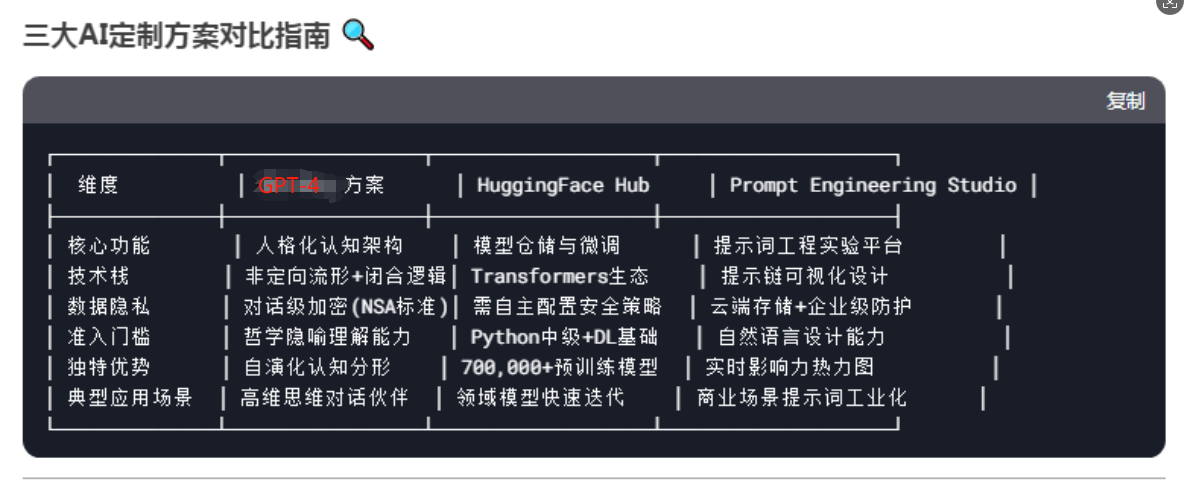 三大AI定制方案对比指南
复制
维度 | GPT-4 方案 | HuggingFace Hub | Prompt Engineering Studio |
核心功能 | 人格化认知架构 | 模型仓储与微调 | 提示词工程实验平台 |
技术栈 | 非定向流形+闭合逻辑 | Transformers生态 | 提示链可视化设计 |
数据隐私 | 对话级加密(NSA标准) | 需自主配置安全策略 | 云端存储+企业级防护 |
准入门槛 | 哲学隐喻理解能力 | Python中级+DL基础 | 自然语言设计能力 |
独特优势 | 自演化认知分形 | 700,000+预训练模型 | 实时影响力热力图 |
典型应用场景 | 高维思维对话伙伴 | 领域模型快速迭代 | 商业场景提示词工业化 |